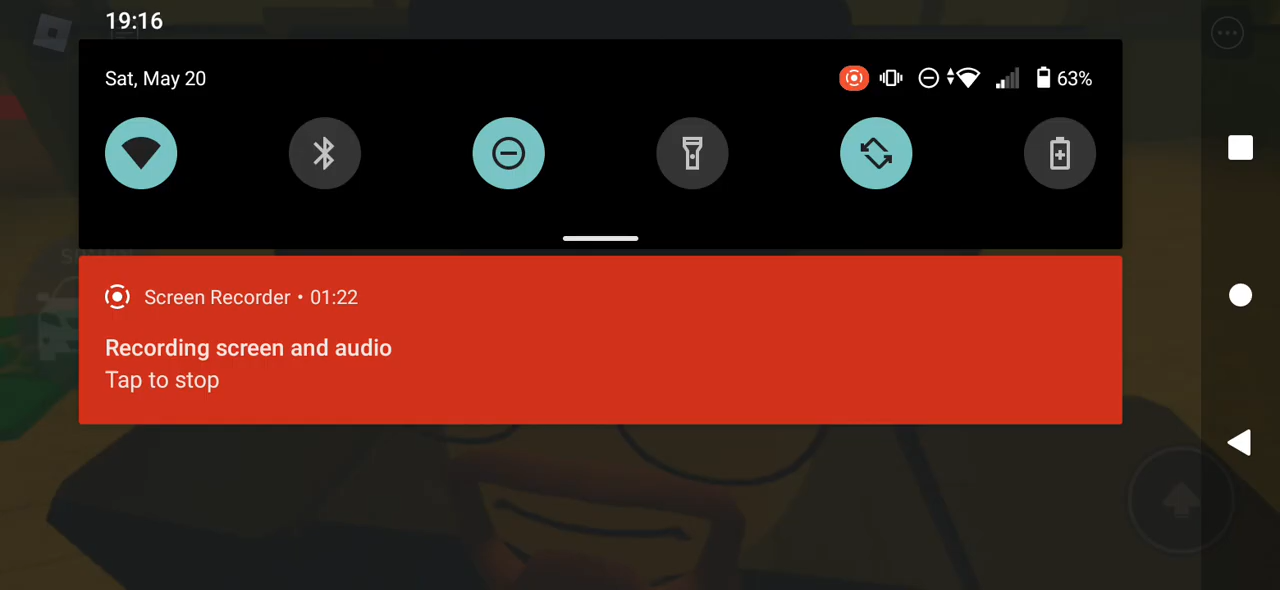 19:16
Sat, May 20
63%
Screen Recorder • 01:22
Recording screen and audio
Tap to stop